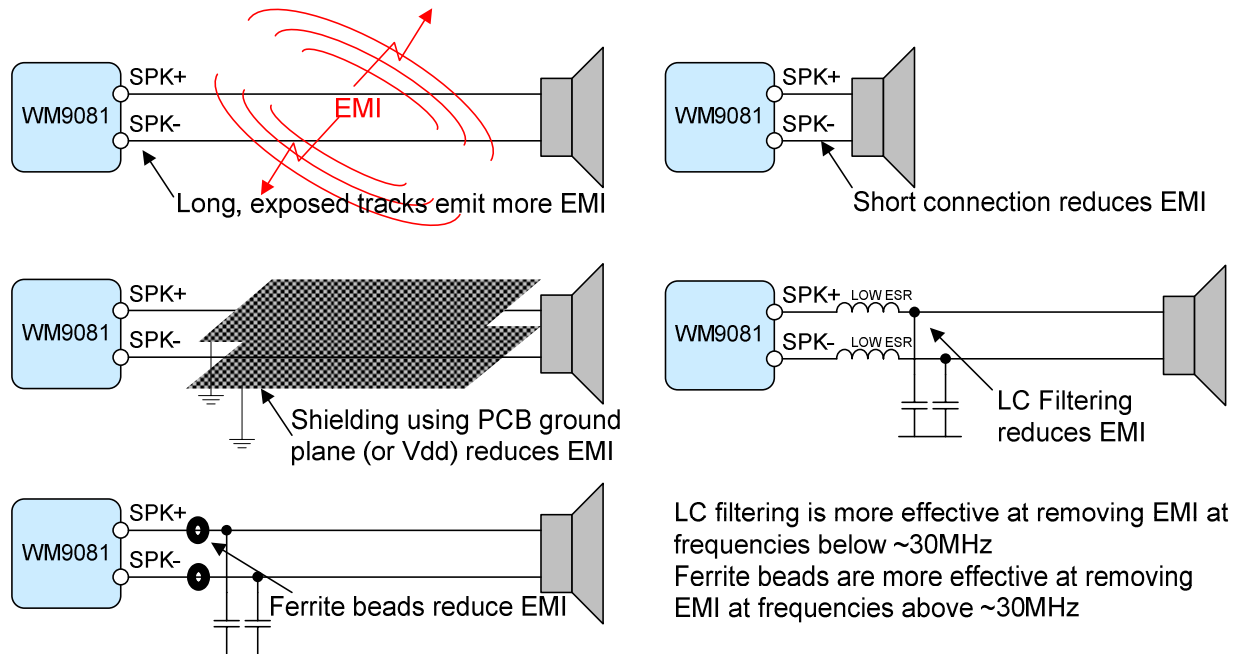 SPK+
WM9081
EMI
SPK-
Long, exposed tracks emit more EMI
SPK+
WM9081
SPK-
Short connection reduces EMI
SPK+
WM9081
SPK-
Shielding using PCB ground
plane (or Vdd) reduces EMI
SPK+
LOW ESR
WM9081
SPK-
LOW ESR
LC Filtering
reduces EMI
SPK+
WM9081
SPK-
Ferrite beads reduce EMI
LC filtering is more effective at removing EMI at
frequencies below ~30MHz
Ferrite beads are more effective at removing
EMI at frequencies above ~30MHz